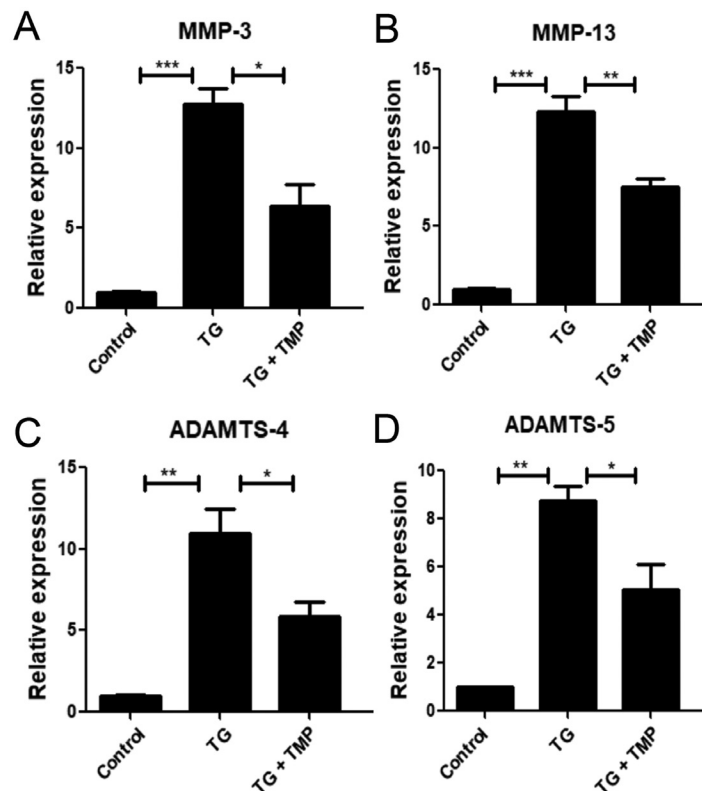 A
MMP-3
*** *
Relative expression
15
10
5
0
Control
TG
TG + TMP
B
MMP-13
*** **
Relative expression
15
10
5
0
Control
TG
TG + TMP
C
ADAMTS-4
** *
Relative expression
15
10
5
0
Control
TG
TG + TMP
D
ADAMTS-5
** *
Relative expression
10
8
6
4
2
0
Control
TG
TG + TMP